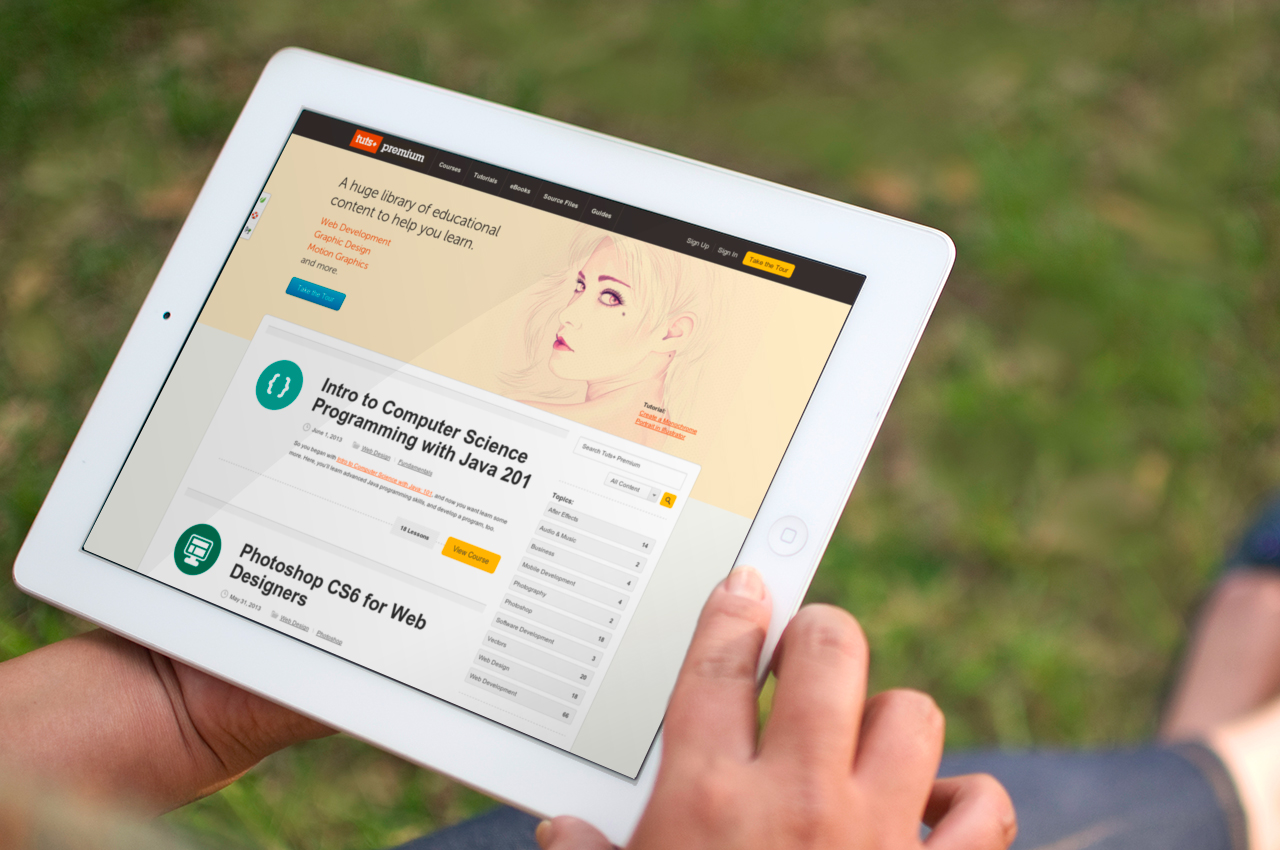 tuts+ premium
Courses
Tutorials
eBooks
Source Files
Guides
Sign Up
Sign In
Take the Tour
A huge library of educational
content to help you learn.
Web Development
Graphic Design
Motion Graphics
and more.
Take the Tour
Tutorial:
Create a Monochrome
Portrait in Illustrator
Intro to Computer Science
Programming with Java 201
June 1, 2013
Web Design
Fundamentals
So you began with Intro to Computer Science with Java 101, and now you want learn some
more. Here, you'll learn advanced Java programming skills, and develop a program, too.
18 Lessons
View Course
Photoshop CS6 for Web
Designers
May 31, 2013
Web Design
Photoshop
Search Tuts+ Premium
All Content
Topics:
After Effects 14
Audio & Music 2
Business 4
Mobile Development 4
Photography 2
Photoshop 18
Software Development 3
Vectors 20
Web Design 18
Web Development 66